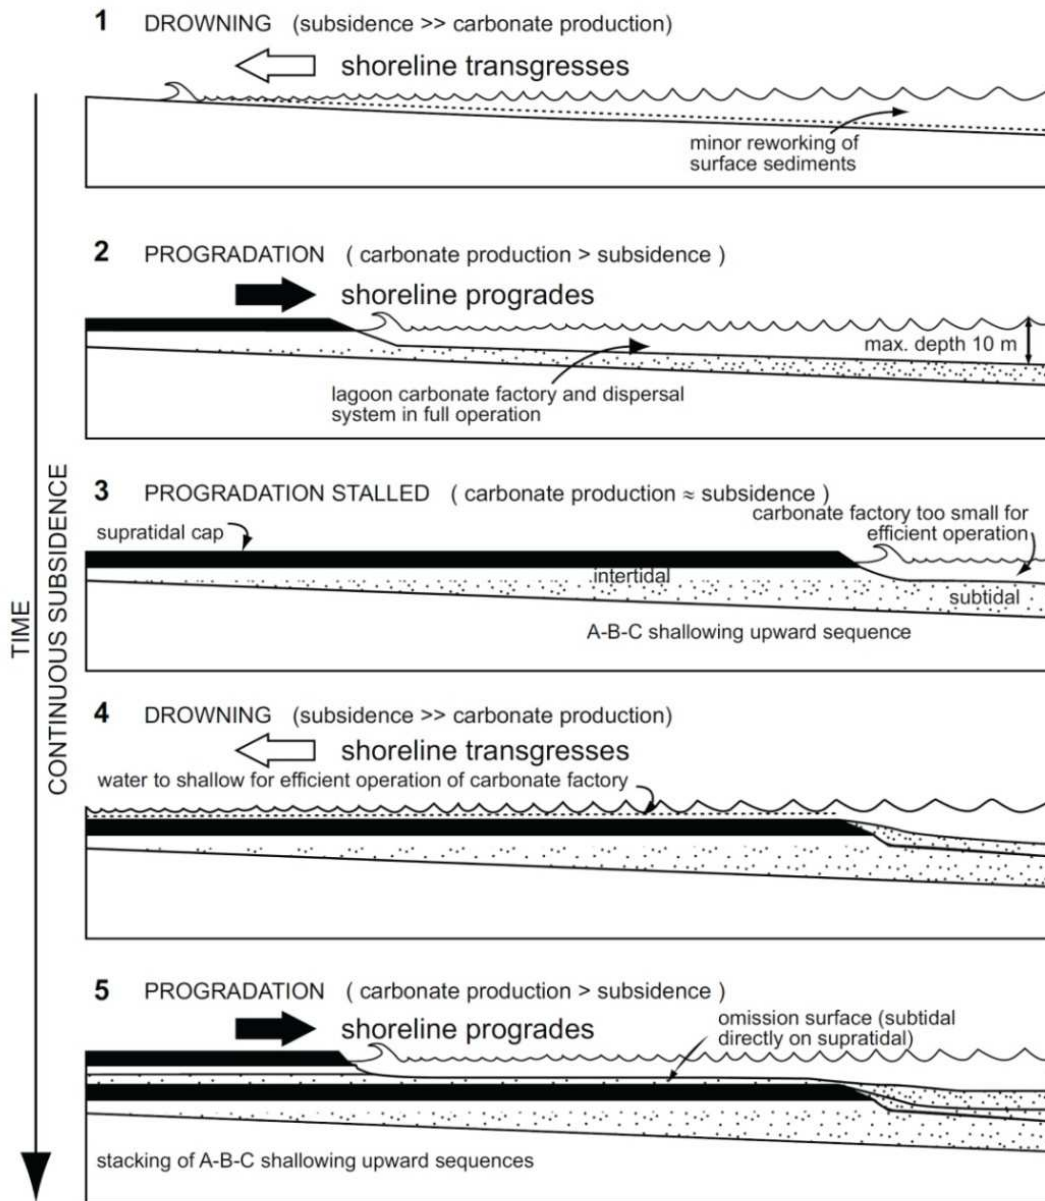 1 DROWNING (subsidence >> carbonate production)
shoreline transgresses
minor reworking of
surface sediments
2 PROGRADATION ( carbonate production > subsidence )
shoreline progrades
max. depth 10 m
lagoon carbonate factory and dispersal
system in full operation
3 PROGRADATION STALLED ( carbonate production ≈ subsidence )
supratidal cap
carbonate factory too small for
efficient operation
intertidal
subtidal
A-B-C shallowing upward sequence
TIME
CONTINUOUS SUBSIDENCE
4 DROWNING (subsidence >> carbonate production)
shoreline transgresses
water to shallow for efficient operation of carbonate factory
5 PROGRADATION ( carbonate production > subsidence )
shoreline progrades
omission surface (subtidal
directly on supratidal)
stacking of A-B-C shallowing upward sequences